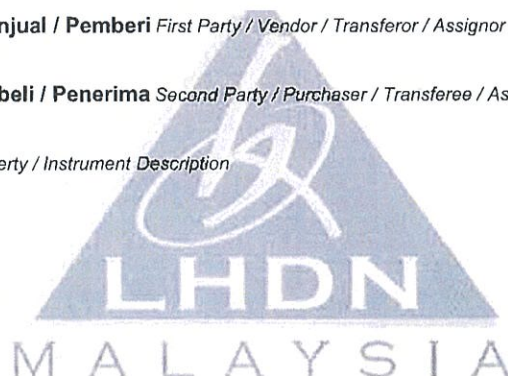 njual / Pemberi First Party / Vendor / Transferor / Assignor
beli / Penerima Second Party / Purchaser / Transferee / As
erty / Instrument Description
LHDN
MALAYSIA